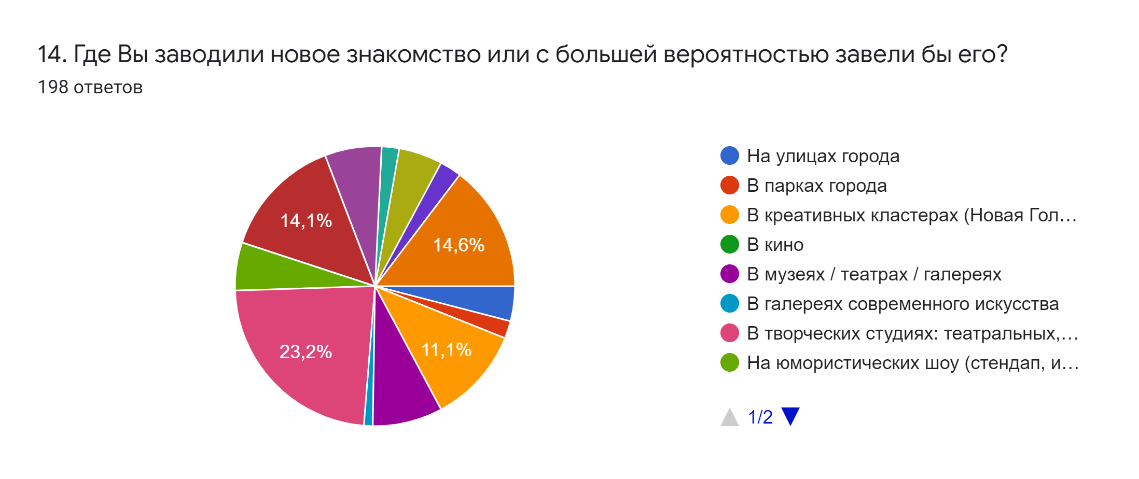 14. Где Вы заводили новое знакомство или с большей вероятностью завели бы его?
198 ответов
14,1%
14,6%
23,2%
11,1%
На улицах города
В парках города
В креативных кластерах (Новая Гол…
В кино
В музеях / театрах / галереях
В галереях современного искусства
В творческих студиях: театральных,…
На юмористических шоу (стендап, и…
1/2